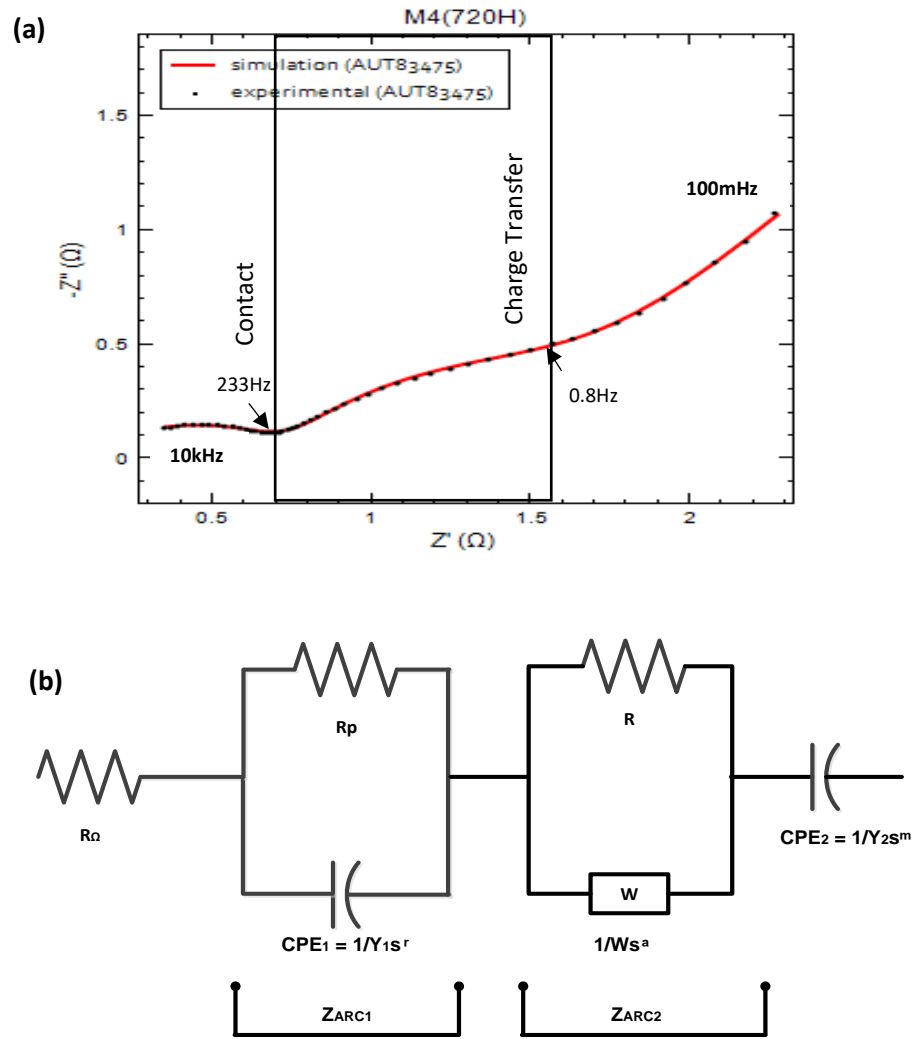 (a)
M4(720H)
simulation (AUT83475)
experimental (AUT83475)
1.5
1
0.5
0
-Z" (Ω)
Contact
Charge Transfer
100mHz
233Hz
0.8Hz
10kHz
0.5
1
1.5
2
Z' (Ω)
(b)
RΩ
Rp
R
CPE₁ = 1/Y₁sʳ
W
1/Wsᵃ
CPE₂ = 1/Y₂sᵐ
ZARC1
ZARC2